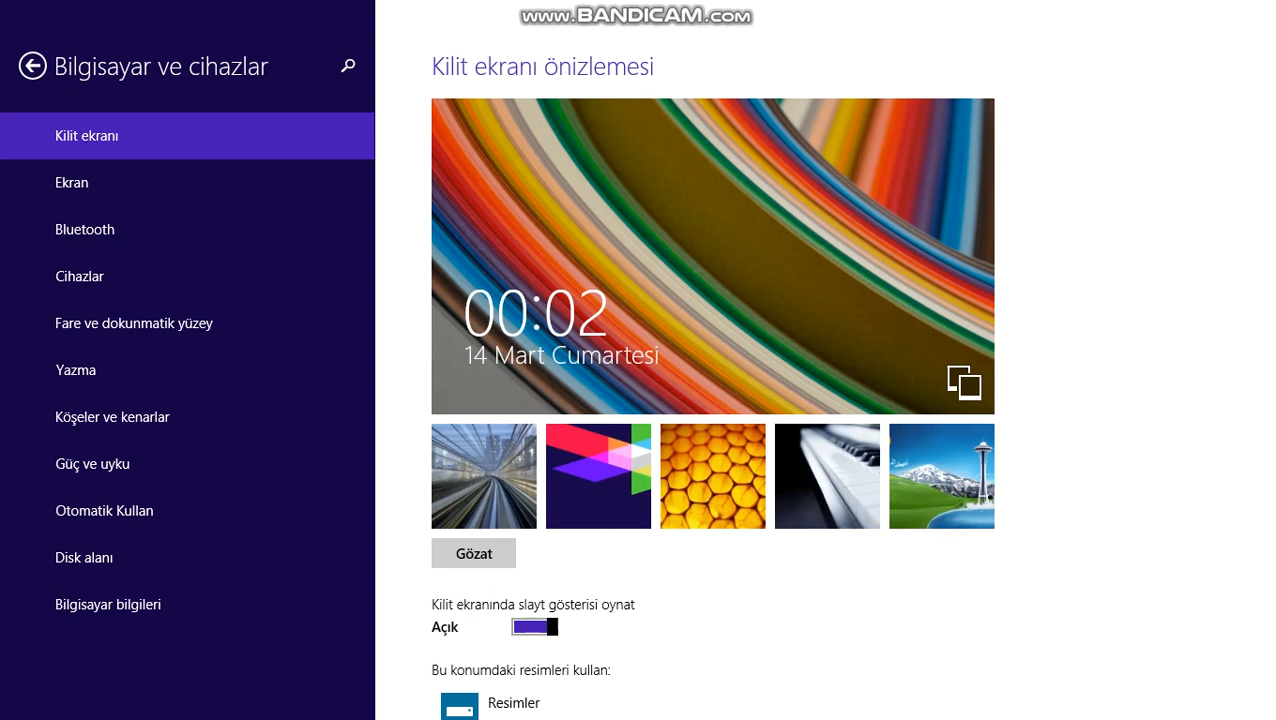 www.BANDICAM.com
Bilgisayar ve cihazlar
Kilit ekranı
Ekran
Bluetooth
Cihazlar
Fare ve dokunmatik yüzey
Yazma
Köşeler ve kenarlar
Güç ve uyku
Otomatik Kullan
Disk alanı
Bilgisayar bilgileri
Kilit ekranı önizlemesi
00:02
14 Mart Cumartesi
Gözat
Kilit ekranında slayt gösterisi oynat
Açık
Bu konumdaki resimleri kullan:
Resimler